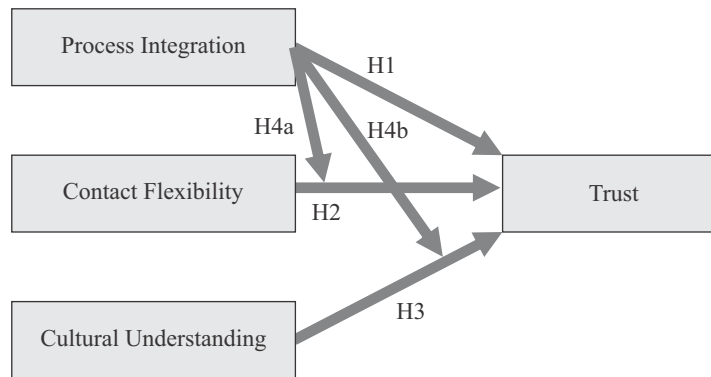 Process Integration
H1
H4a
H4b
Contact Flexibility
H2
Trust
H3
Cultural Understanding